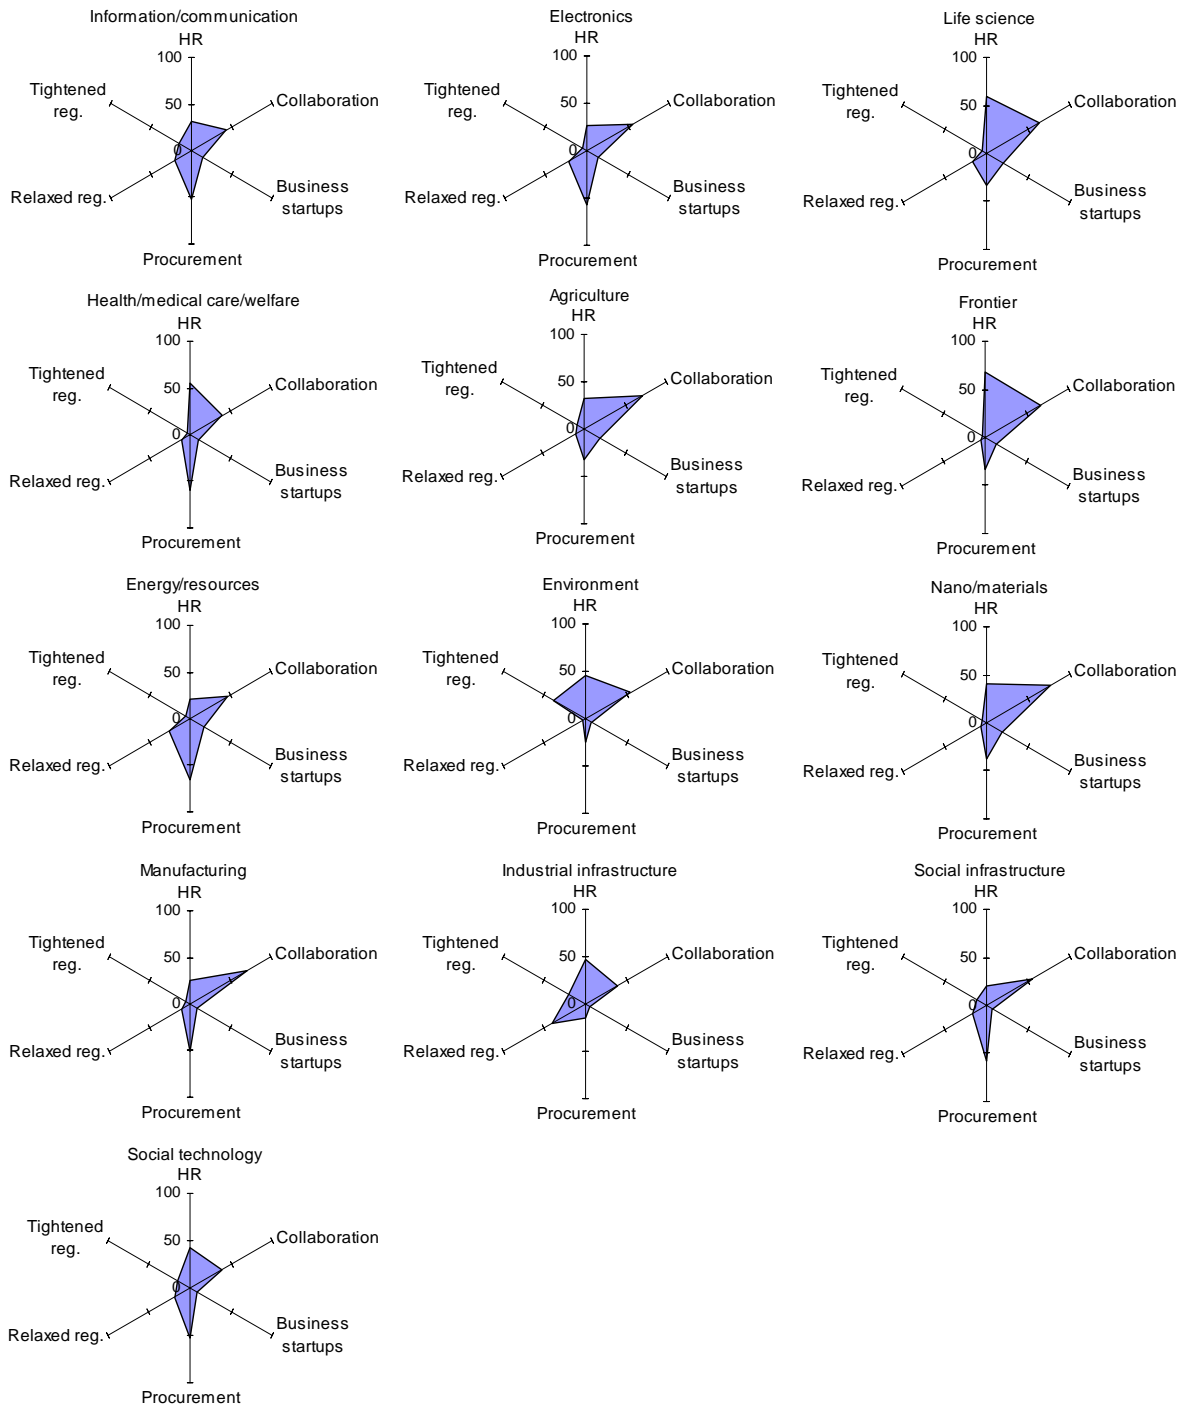 Information/communication
HR
100
50
0
Tightened
reg.
Collaboration
Relaxed reg.
Business
startups
Procurement
Electronics
HR
100
50
0
Tightened
reg.
Collaboration
Relaxed reg.
Business
startups
Procurement
Life science
HR
100
50
0
Tightened
reg.
Collaboration
Relaxed reg.
Business
startups
Procurement
Health/medical care/welfare
HR
100
50
0
Tightened
reg.
Collaboration
Relaxed reg.
Business
startups
Procurement
Agriculture
HR
100
50
0
Tightened
reg.
Collaboration
Relaxed reg.
Business
startups
Procurement
Frontier
HR
100
50
0
Tightened
reg.
Collaboration
Relaxed reg.
Business
startups
Procurement
Energy/resources
HR
100
50
0
Tightened
reg.
Collaboration
Relaxed reg.
Business
startups
Procurement
Environment
HR
100
50
0
Tightened
reg.
Collaboration
Relaxed reg.
Business
startups
Procurement
Nano/materials
HR
100
50
0
Tightened
reg.
Collaboration
Relaxed reg.
Business
startups
Procurement
Manufacturing
HR
100
50
0
Tightened
reg.
Collaboration
Relaxed reg.
Business
startups
Procurement
Industrial infrastructure
HR
100
50
0
Tightened
reg.
Collaboration
Relaxed reg.
Business
startups
Procurement
Social infrastructure
HR
100
50
0
Tightened
reg.
Collaboration
Relaxed reg.
Business
startups
Procurement
Social technology
HR
100
50
0
Tightened
reg.
Collaboration
Relaxed reg.
Business
startups
Procurement